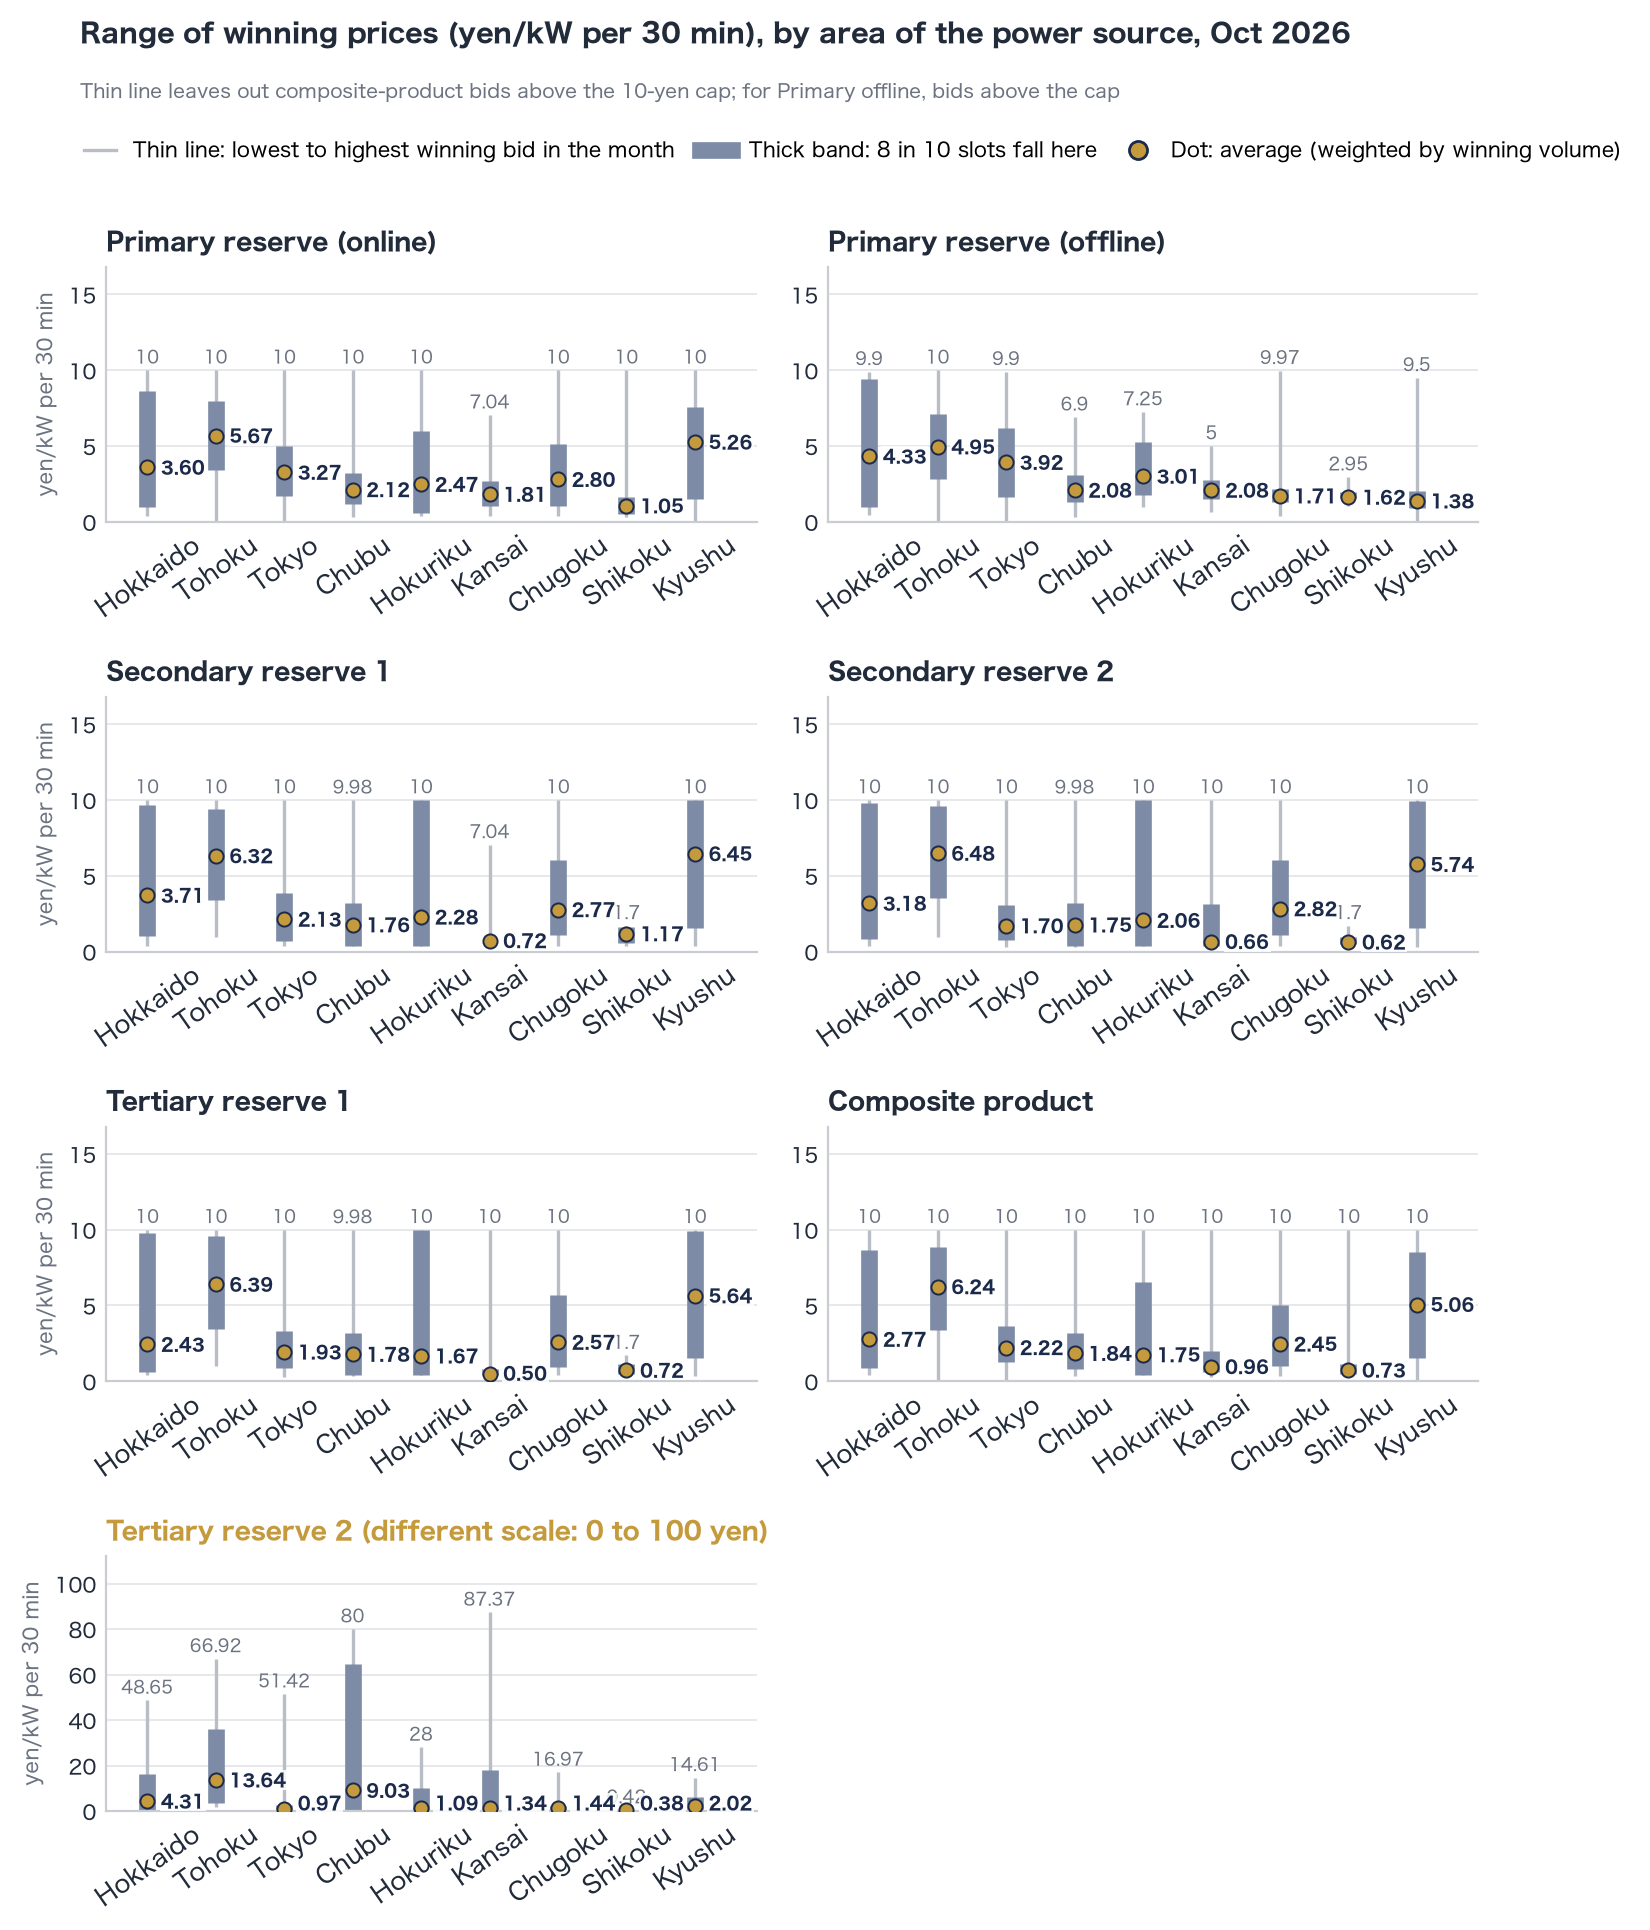 Range of winning prices (yen/kW per 30 min), by area of the power source, Oct 2026
Thin line leaves out composite-product bids above the 10-yen cap; for Primary offline, bids above the cap
Thin line: lowest to highest winning bid in the month
Thick band: 8 in 10 slots fall here
Dot: average (weighted by winning volume)
Primary reserve (online)
yen/kW per 30 min
15
10
5
0
10 10 10 10 10 7.04 10 10 10
3.60 5.67 3.27 2.12 2.47 1.81 2.80 1.05 5.26
Hokkaido Tohoku Tokyo Chubu Hokuriku Kansai Chugoku Shikoku Kyushu
Primary reserve (offline)
15
10
5
0
9.9 10 9.9 6.9 7.25 5 9.97 2.95 9.5
4.33 4.95 3.92 2.08 3.01 2.08 1.71 1.62 1.38
Hokkaido Tohoku Tokyo Chubu Hokuriku Kansai Chugoku Shikoku Kyushu
Secondary reserve 1
yen/kW per 30 min
15
10
5
0
10 10 10 9.98 10 7.04 10 1.7 10
3.71 6.32 2.13 1.76 2.28 0.72 2.77 1.17 6.45
Hokkaido Tohoku Tokyo Chubu Hokuriku Kansai Chugoku Shikoku Kyushu
Secondary reserve 2
15
10
5
0
10 10 10 9.98 10 10 10 1.7 10
3.18 6.48 1.70 1.75 2.06 0.66 2.82 0.62 5.74
Hokkaido Tohoku Tokyo Chubu Hokuriku Kansai Chugoku Shikoku Kyushu
Tertiary reserve 1
yen/kW per 30 min
15
10
5
0
10 10 10 9.98 10 10 10 1.7 10
2.43 6.39 1.93 1.78 1.67 0.50 2.57 0.72 5.64
Hokkaido Tohoku Tokyo Chubu Hokuriku Kansai Chugoku Shikoku Kyushu
Composite product
15
10
5
0
10 10 10 10 10 10 10 10 10
2.77 6.24 2.22 1.84 1.75 0.96 2.45 0.73 5.06
Hokkaido Tohoku Tokyo Chubu Hokuriku Kansai Chugoku Shikoku Kyushu
Tertiary reserve 2 (different scale: 0 to 100 yen)
yen/kW per 30 min
100
80
60
40
20
0
48.65 66.92 51.42 80 28 87.37 16.97 14.61
4.31 13.64 0.97 9.03 1.09 1.34 1.44 0.38 2.02
Hokkaido Tohoku Tokyo Chubu Hokuriku Kansai Chugoku Shikoku Kyushu